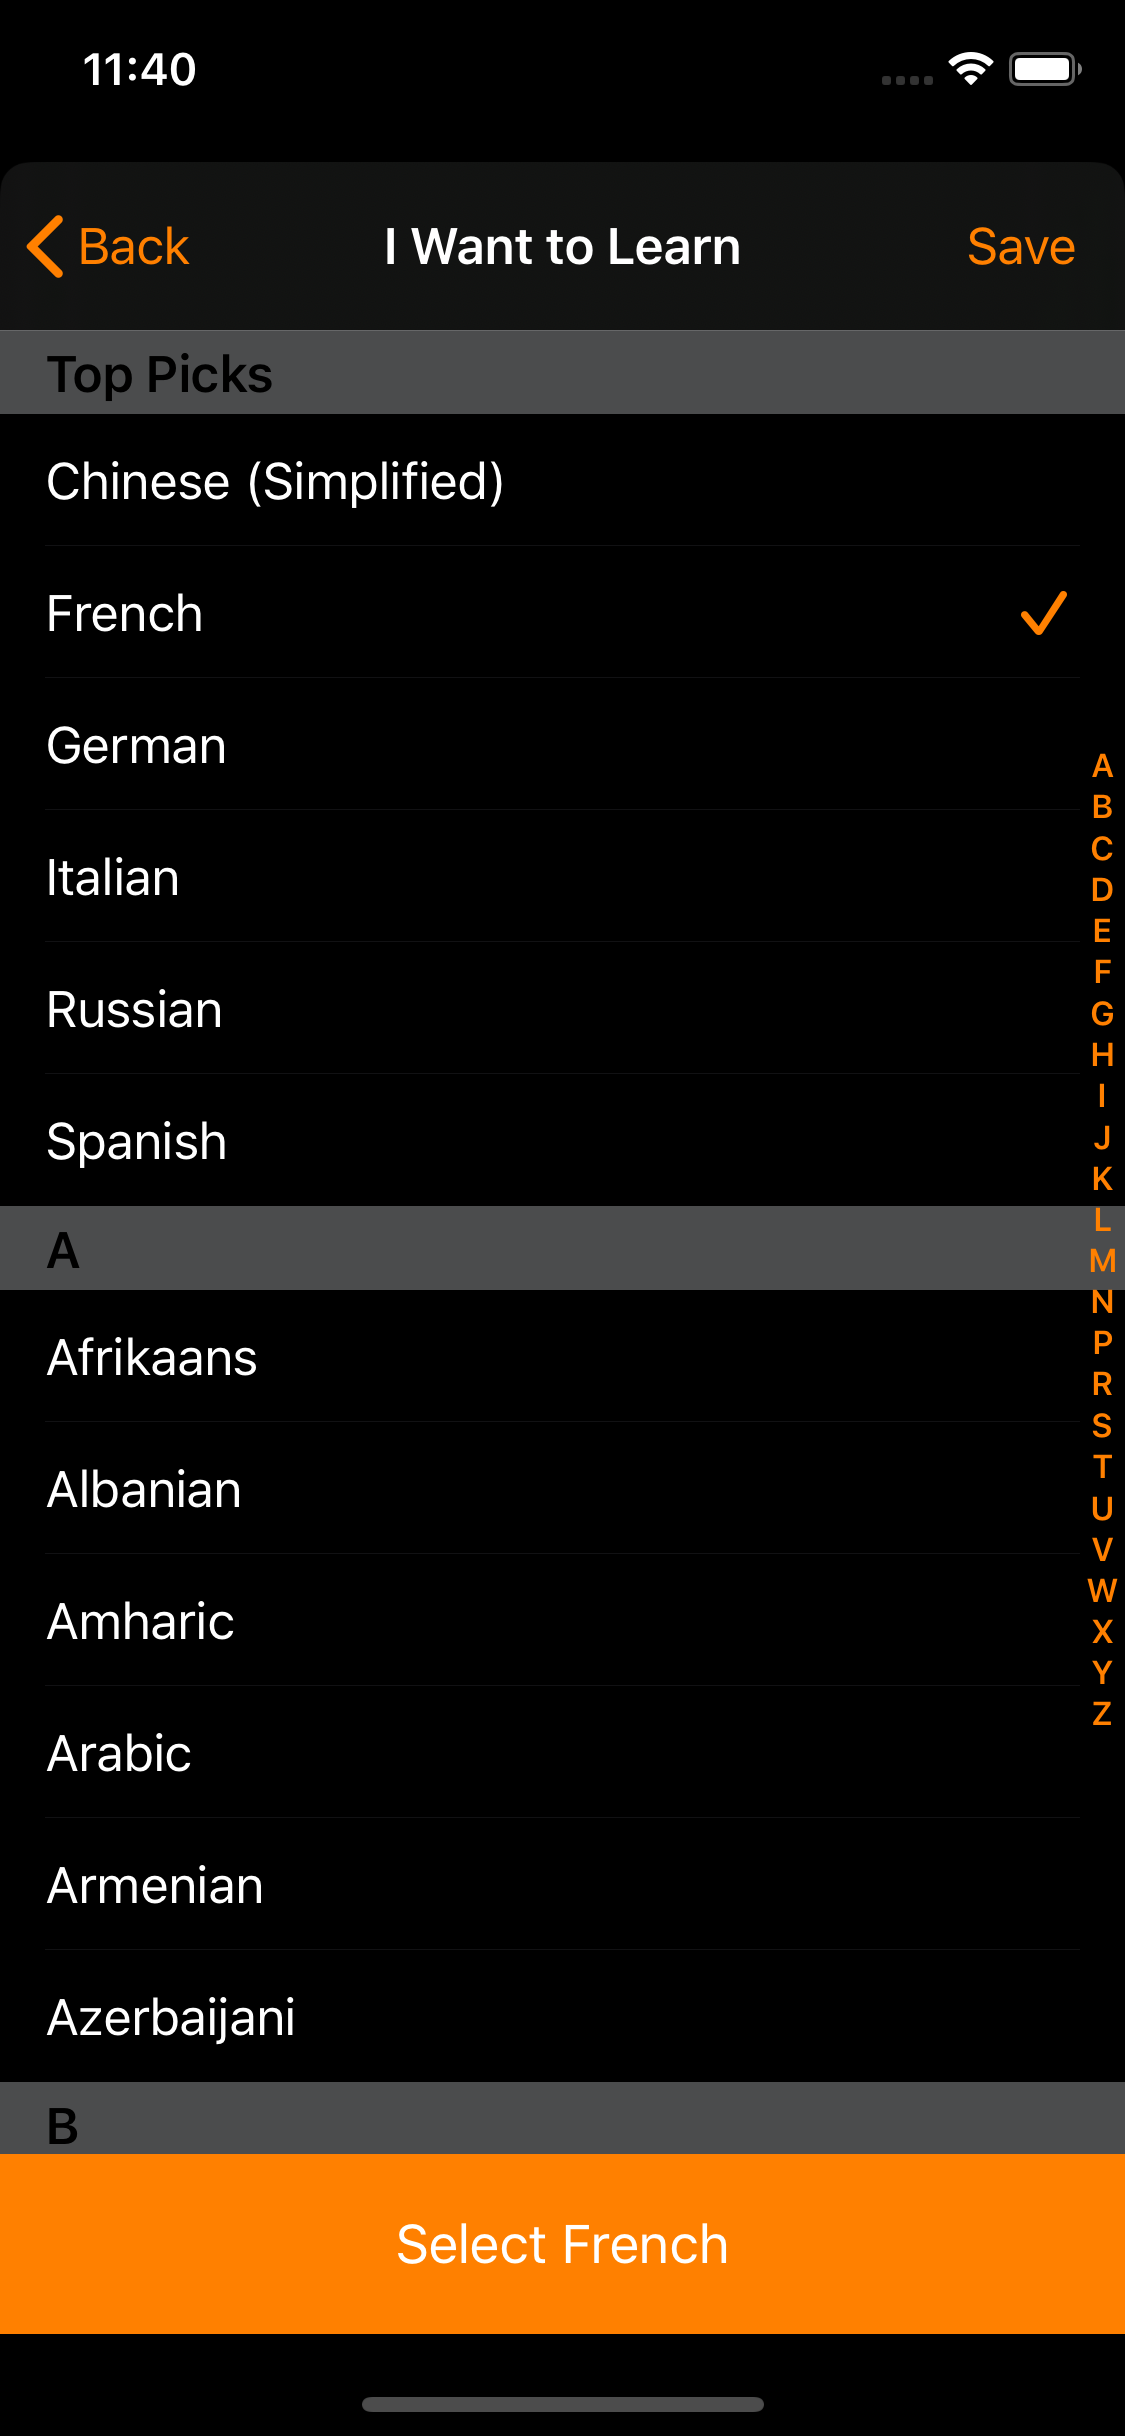 11:40
Back
I Want to Learn
Save
Top Picks
Chinese (Simplified)
French
German
Italian
Russian
Spanish
A
Afrikaans
Albanian
Amharic
Arabic
Armenian
Azerbaijani
B
A
B
C
D
E
F
G
H
I
J
K
L
M
N
P
R
S
T
U
V
W
X
Y
Z
Select French